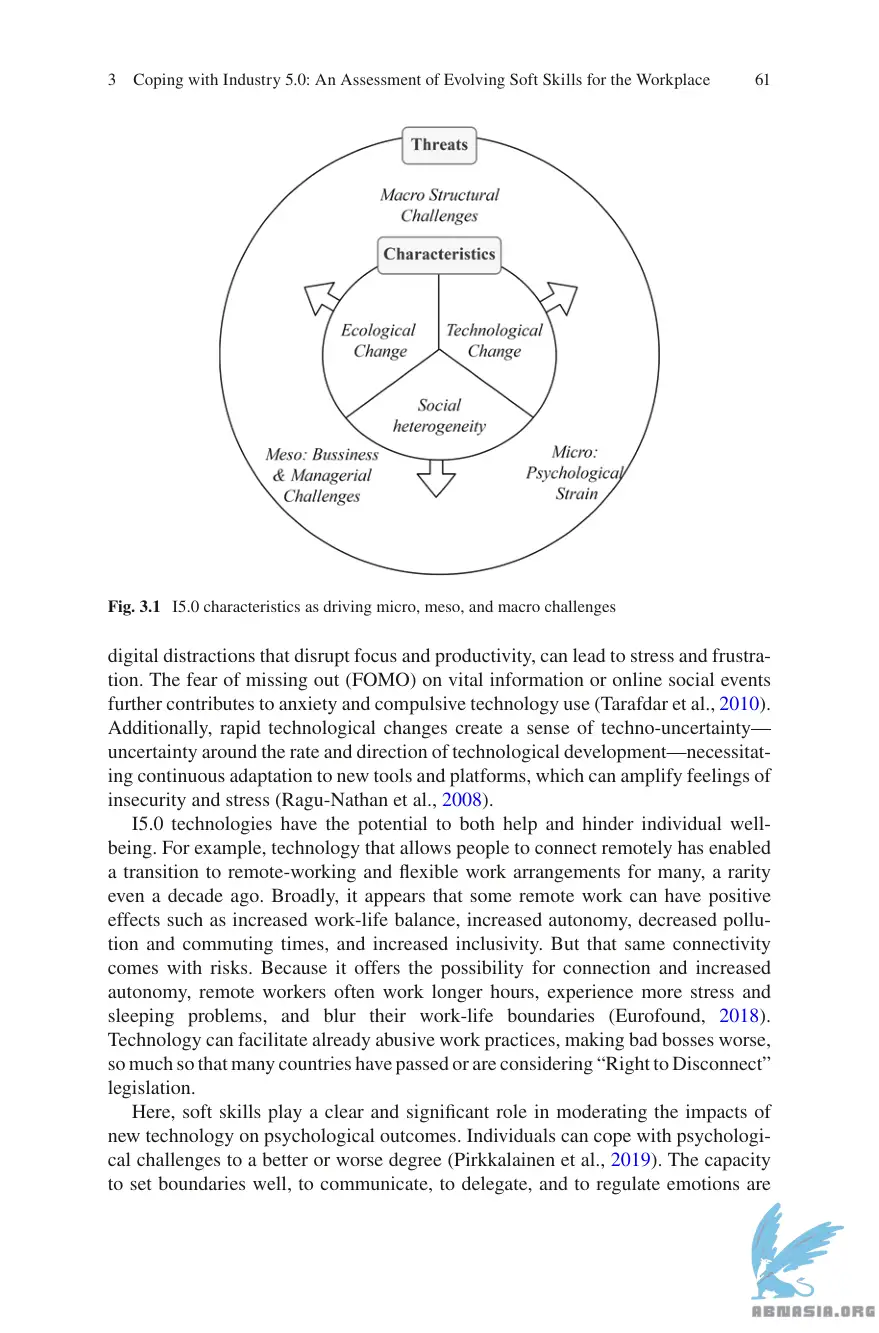 3 Coping with Industry 5.0: An Assessment of Evolving Soft Skills for the Workplace 61
Threats
Macro Structural
Challenges
Characteristics
Ecological
Change
Technological
Change
Social
heterogeneity
Meso: Bussiness
& Managerial
Challenges
Micro:
Psychological
Strain
Fig. 3.1 I5.0 characteristics as driving micro, meso, and macro challenges
digital distractions that disrupt focus and productivity, can lead to stress and frustra-
tion. The fear of missing out (FOMO) on vital information or online social events
further contributes to anxiety and compulsive technology use (Tarafdar et al., 2010).
Additionally, rapid technological changes create a sense of techno-uncertainty—
uncertainty around the rate and direction of technological development—necessitat-
ing continuous adaptation to new tools and platforms, which can amplify feelings of
insecurity and stress (Ragu-Nathan et al., 2008).
I5.0 technologies have the potential to both help and hinder individual well-
being. For example, technology that allows people to connect remotely has enabled
a transition to remote-working and flexible work arrangements for many, a rarity
even a decade ago. Broadly, it appears that some remote work can have positive
effects such as increased work-life balance, increased autonomy, decreased pollu-
tion and commuting times, and increased inclusivity. But that same connectivity
comes with risks. Because it offers the possibility for connection and increased
autonomy, remote workers often work longer hours, experience more stress and
sleeping problems, and blur their work-life boundaries (Eurofound, 2018).
Technology can facilitate already abusive work practices, making bad bosses worse,
so much so that many countries have passed or are considering “Right to Disconnect”
legislation.
Here, soft skills play a clear and significant role in moderating the impacts of
new technology on psychological outcomes. Individuals can cope with psychologi-
cal challenges to a better or worse degree (Pirkkalainen et al., 2019). The capacity
to set boundaries well, to communicate, to delegate, and to regulate emotions are
ABNASIA.ORG